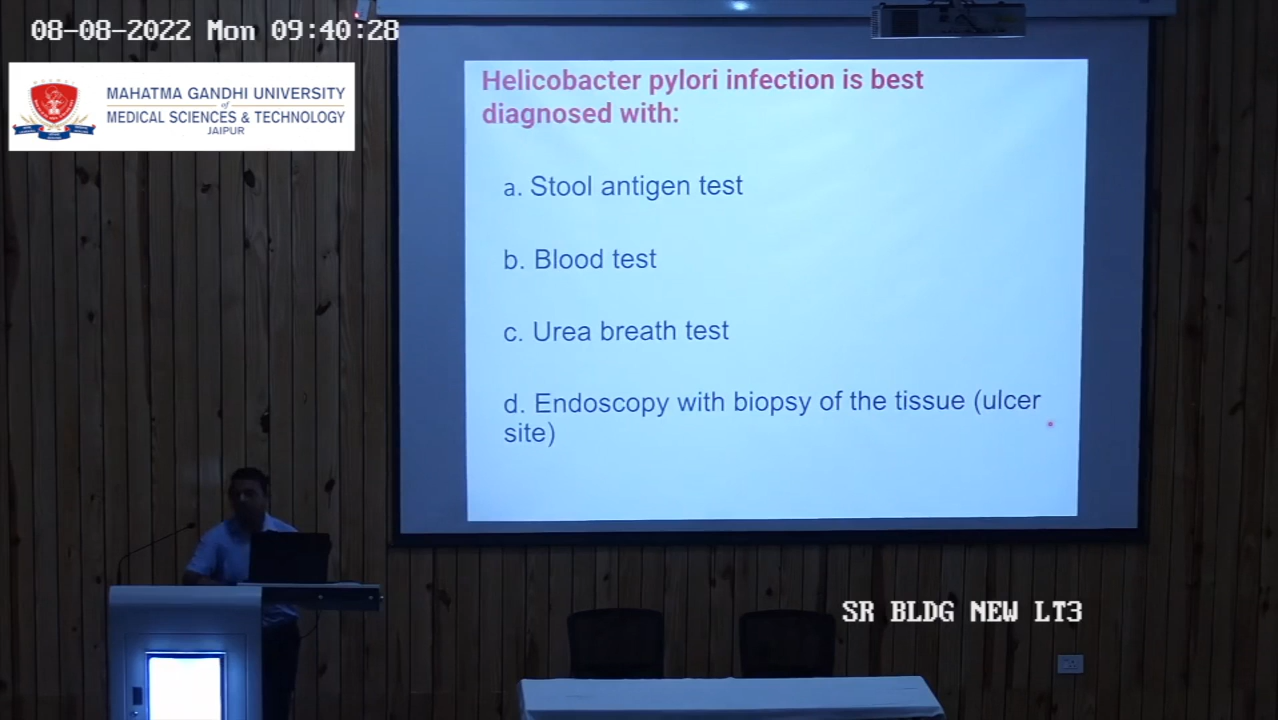 08-08-2022 Mon 09:40:28
MAHATMA GANDHI UNIVERSITY
of
MEDICAL SCIENCES & TECHNOLOGY
JAIPUR
Helicobacter pylori infection is best
diagnosed with:
a. Stool antigen test
b. Blood test
c. Urea breath test
d. Endoscopy with biopsy of the tissue (ulcer
site)
SR BLDG NEW LT3